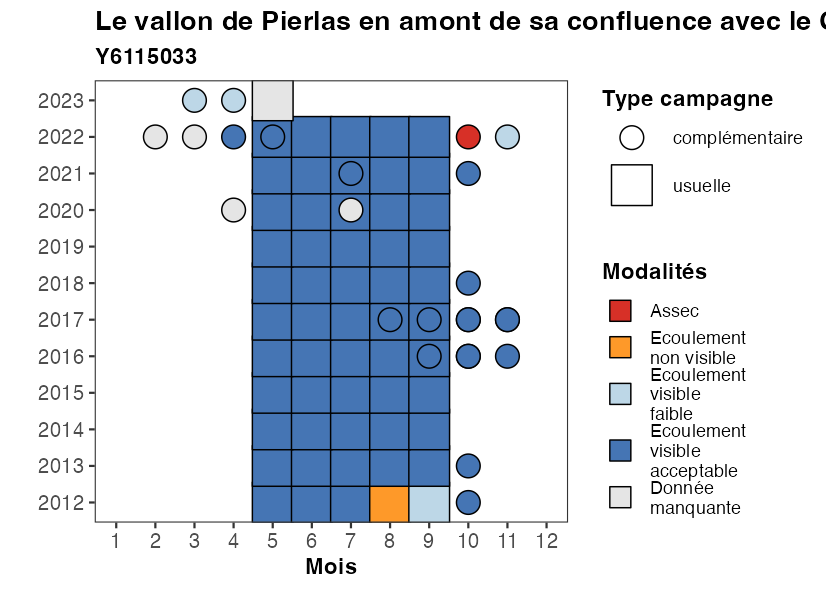 Le vallon de Pierlas en amont de sa confluence avec le
Y6115033
2023
2022
2021
2020
2019
2018
2017
2016
2015
2014
2013
2012
1 2 3 4 5 6 7 8 9 10 11 12
Mois
Type campagne
complémentaire
usuelle
Modalités
Assec
Ecoulement
non visible
Ecoulement
visible
faible
Ecoulement
visible
acceptable
Donnée
manquante